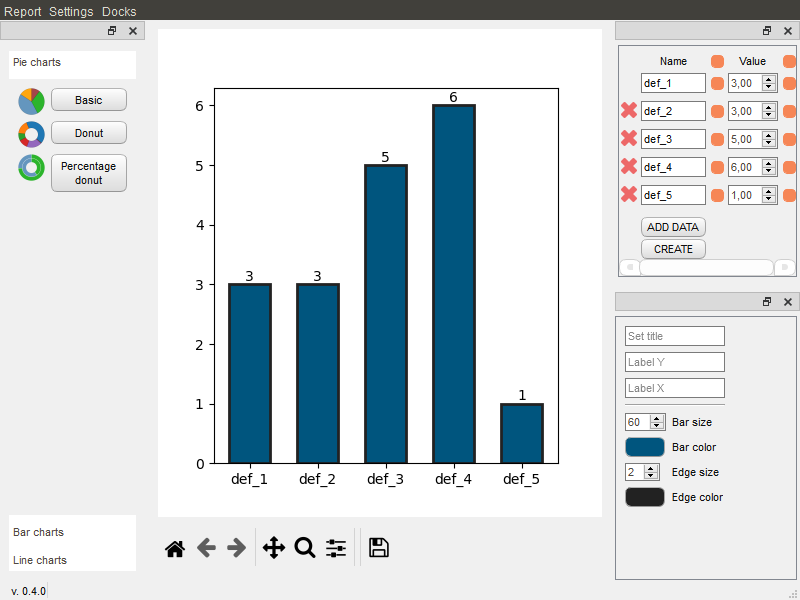 Report Settings Docks
Pie charts
Basic
Donut
Percentage
donut
Bar charts
Line charts
v. 0.4.0
6
5
4
3
2
1
0
3
3
5
6
1
def_1 def_2 def_3 def_4 def_5
Name Value
def_1 3,00
def_2 3,00
def_3 5,00
def_4 6,00
def_5 1,00
ADD DATA
CREATE
Set title
Label Y
Label X
60 Bar size
Bar color
2 Edge size
Edge color